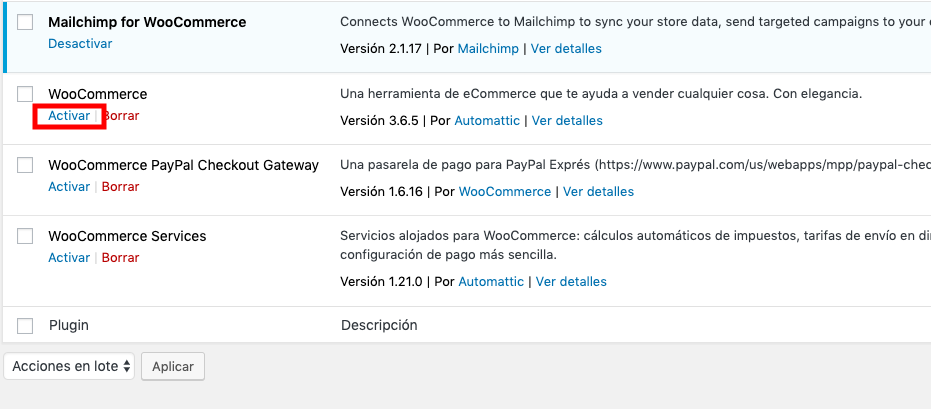 Mailchimp for WooCommerce
Desactivar
Connects WooCommerce to Mailchimp to sync your store data, send targeted campaigns to your
Versión 2.1.17 | Por Mailchimp | Ver detalles
WooCommerce
Activar | Borrar
Una herramienta de eCommerce que te ayuda a vender cualquier cosa. Con elegancia.
Versión 3.6.5 | Por Automattic | Ver detalles
WooCommerce PayPal Checkout Gateway
Activar | Borrar
Una pasarela de pago para PayPal Exprés (https://www.paypal.com/us/webapps/mpp/paypal-chec
Versión 1.6.16 | Por WooCommerce | Ver detalles
WooCommerce Services
Activar | Borrar
Servicios alojados para WooCommerce: cálculos automáticos de impuestos, tarifas de envío en dir
configuración de pago más sencilla.
Versión 1.21.0 | Por Automattic | Ver detalles
Plugin
Descripción
Acciones en lote
Aplicar